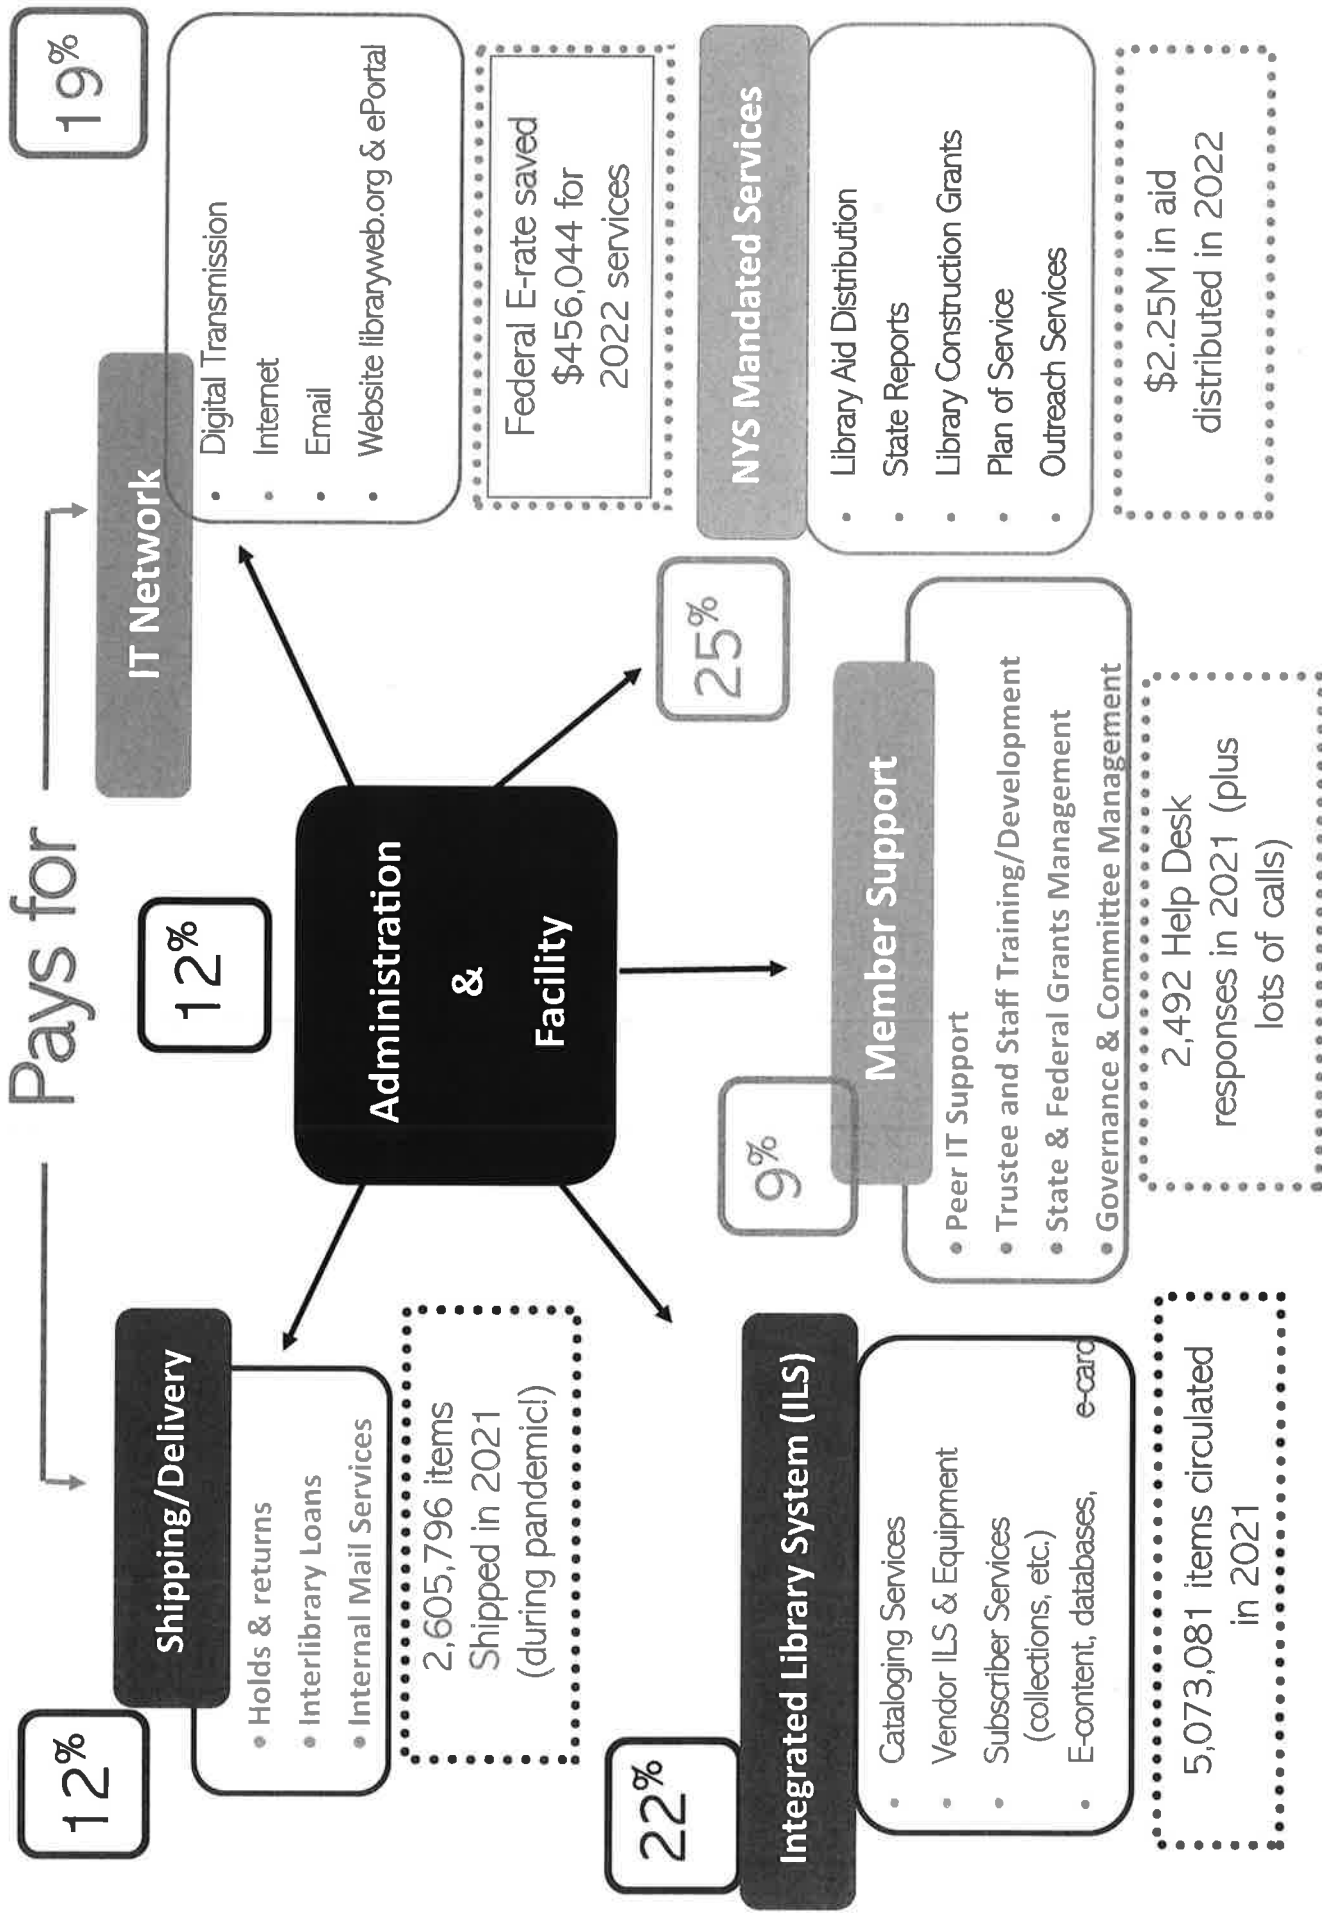 Pays for
12%
Shipping/Delivery
• Holds & returns
• Interlibrary Loans
• Internal Mail Services
2,605,796 items
Shipped in 2021
(during pandemic!)
12%
Administration
&
Facility
19%
IT Network
• Digital Transmission
• Internet
• Email
• Website libraryweb.org & ePortal
Federal E-rate saved
$456,044 for
2022 services
22%
Integrated Library System (ILS)
• Cataloging Services
• Vendor ILS & Equipment
• Subscriber Services
(collections, etc.)
• E-content, databases, e-card
5,073,081 items circulated
in 2021
9%
Member Support
• Peer IT Support
• Trustee and Staff Training/Development
• State & Federal Grants Management
• Governance & Committee Management
2,492 Help Desk
responses in 2021 (plus
lots of calls)
25%
NYS Mandated Services
• Library Aid Distribution
• State Reports
• Library Construction Grants
• Plan of Service
• Outreach Services
$2.25M in aid
distributed in 2022